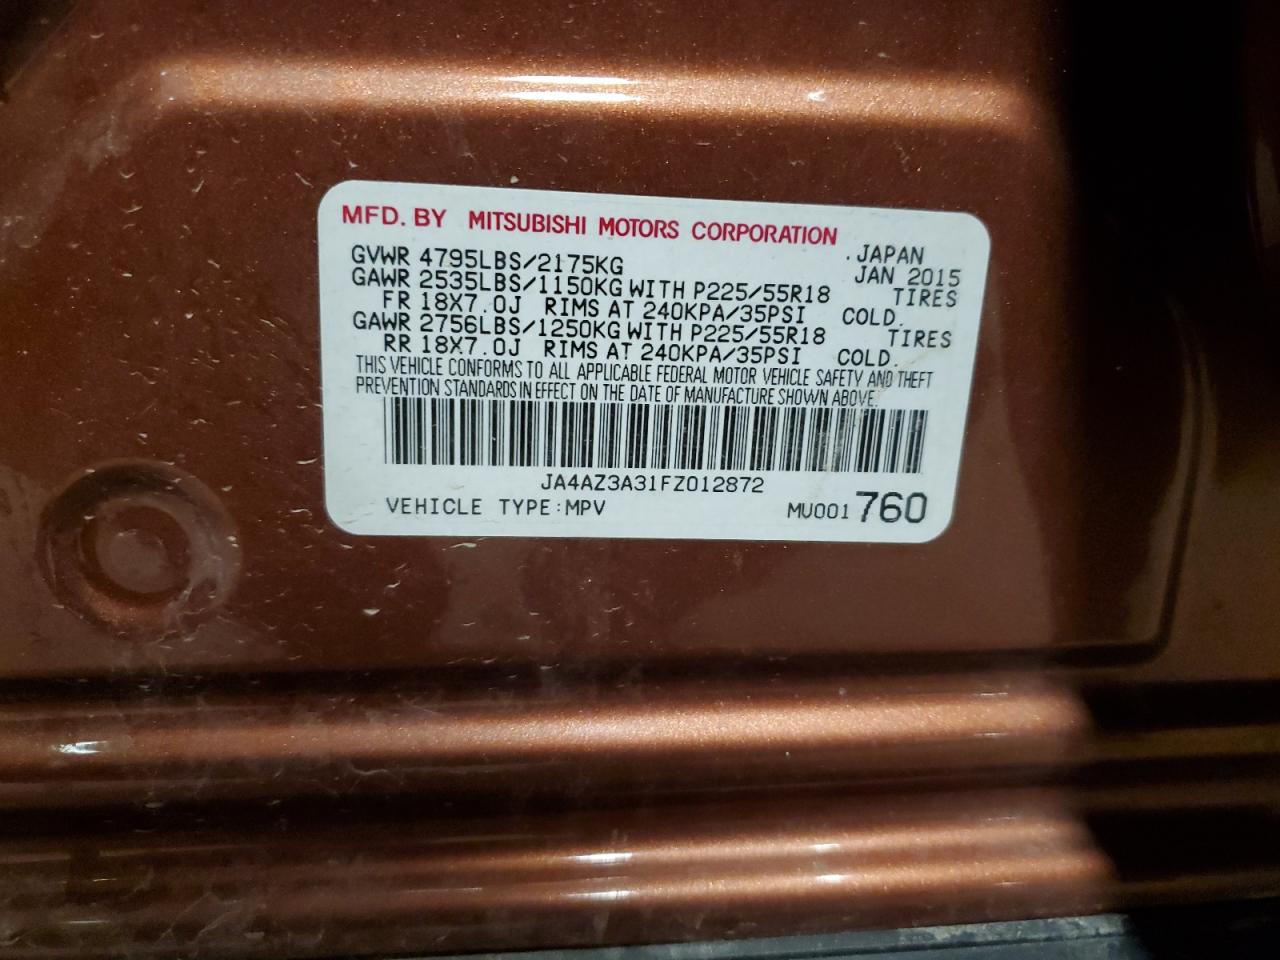 MFD. BY MITSUBISHI MOTORS CORPORATION
.JAPAN
GVWR 4795LBS/2175KG JAN 2015
GAWR 2535LBS/1150KG WITH P225/55R18 TIRES
FR 18X7.0J RIMS AT 240KPA/35PSI COLD.
GAWR 2756LBS/1250KG WITH P225/55R18 TIRES
RR 18X7.0J RIMS AT 240KPA/35PSI COLD.
THIS VEHICLE CONFORMS TO ALL APPLICABLE FEDERAL MOTOR VEHICLE SAFETY AND THEFT
PREVENTION STANDARDS IN EFFECT ON THE DATE OF MANUFACTURE SHOWN ABOVE.
JA4AZ3A31FZ012872
VEHICLE TYPE:MPV MU001 760